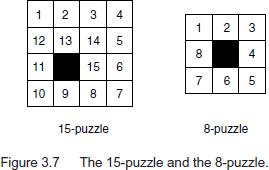 1 2 3 4
12 13 14 5
11 15 6
10 9 8 7
15-puzzle
1 2 3
8 4
7 6 5
8-puzzle
Figure 3.7 The 15-puzzle and the 8-puzzle.